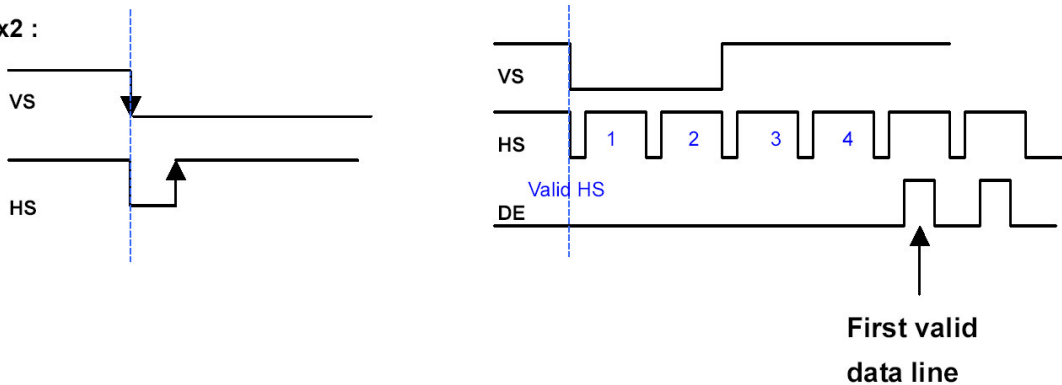 x2 :
VS
HS
VS
HS
1 2 3 4
Valid HS
DE
First valid
data line